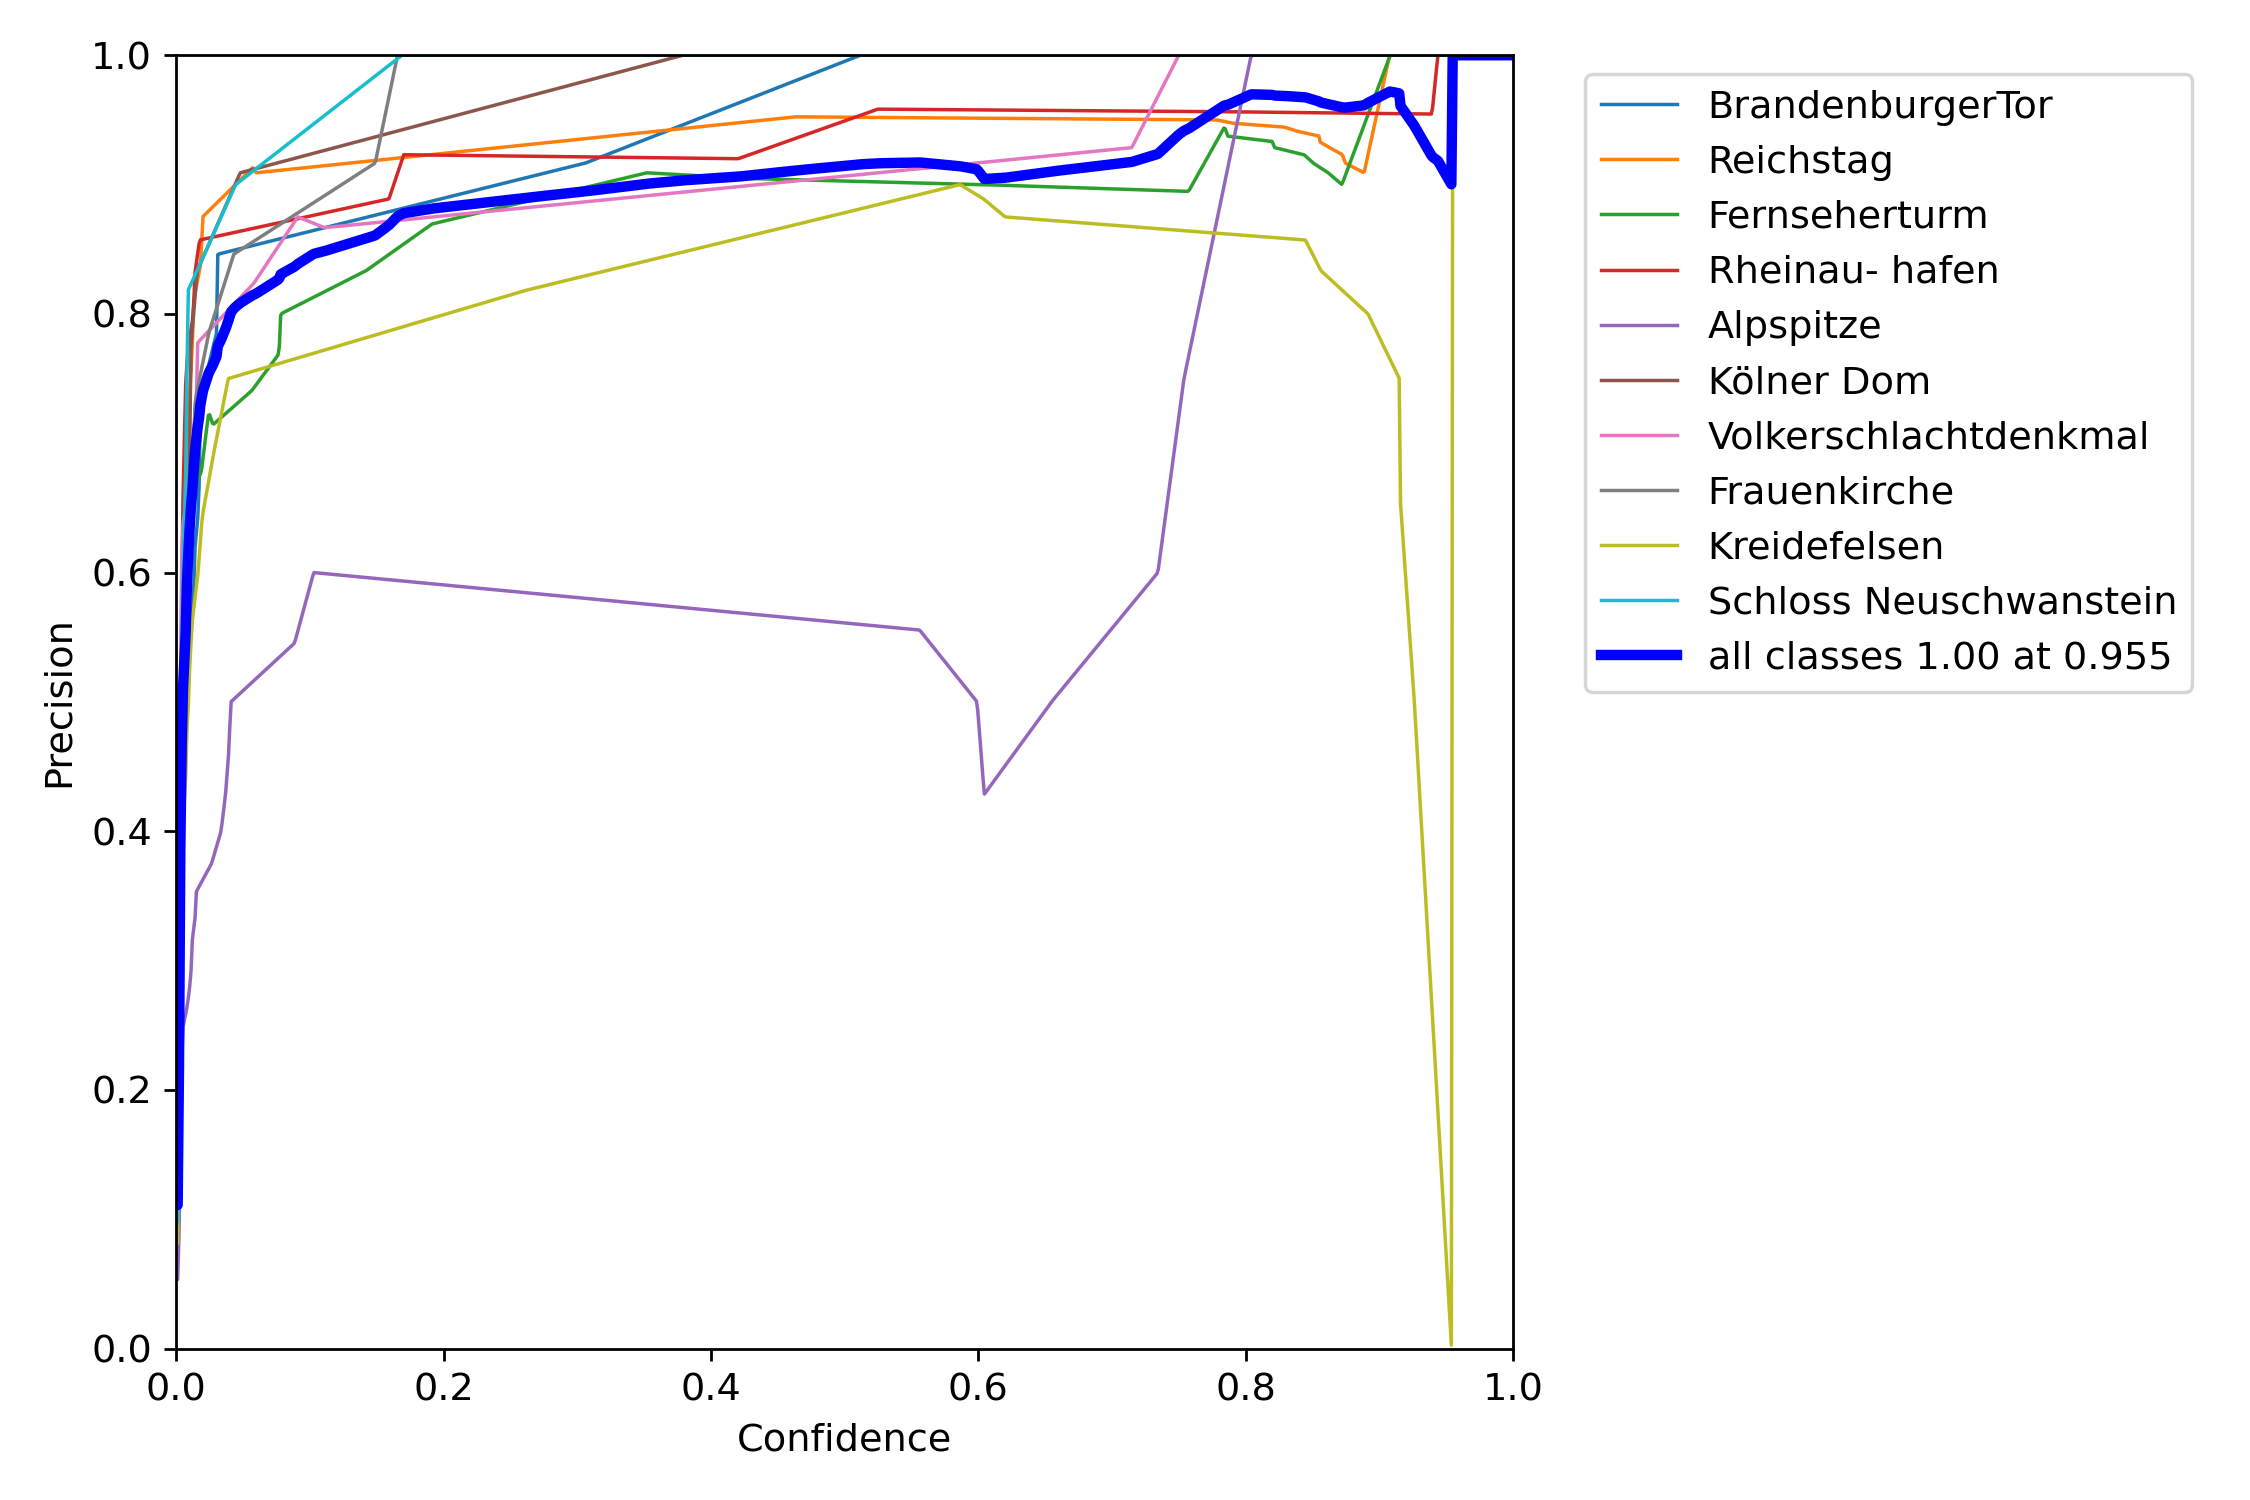 1.0
0.8
0.6
0.4
0.2
0.0
Precision
0.0 0.2 0.4 0.6 0.8 1.0
Confidence
BrandenburgerTor
Reichstag
Fernseherturm
Rheinau- hafen
Alpspitze
Kölner Dom
Volkerschlachtdenkmal
Frauenkirche
Kreidefelsen
Schloss Neuschwanstein
all classes 1.00 at 0.955